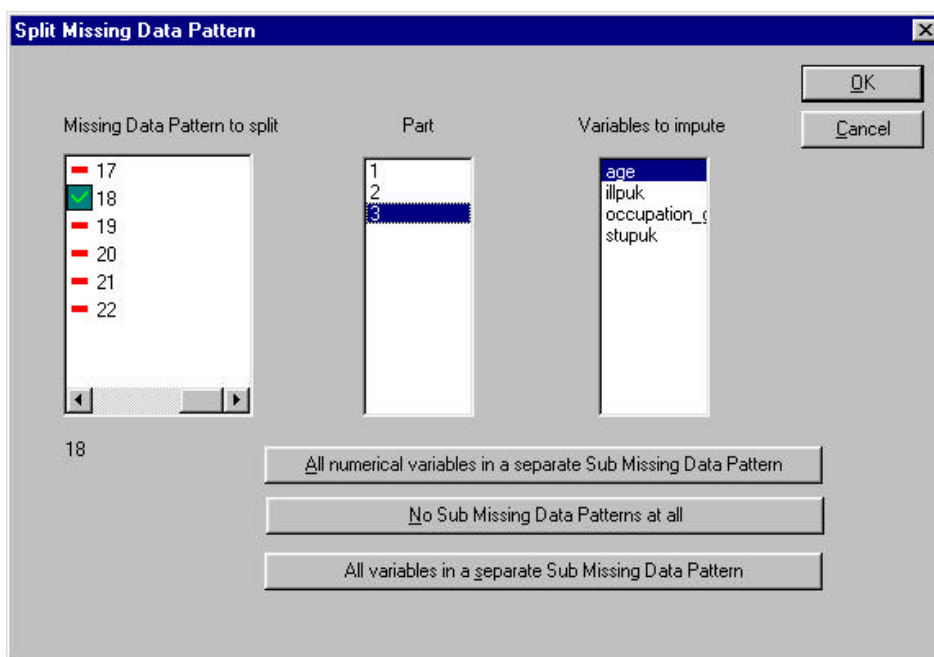 Split Missing Data Pattern
OK
Cancel
Missing Data Pattern to split
Part
Variables to impute
17
18
19
20
21
22
1
2
3
age
illpuk
occupation_g
stupuk
18
All numerical variables in a separate Sub Missing Data Pattern
No Sub Missing Data Patterns at all
All variables in a separate Sub Missing Data Pattern